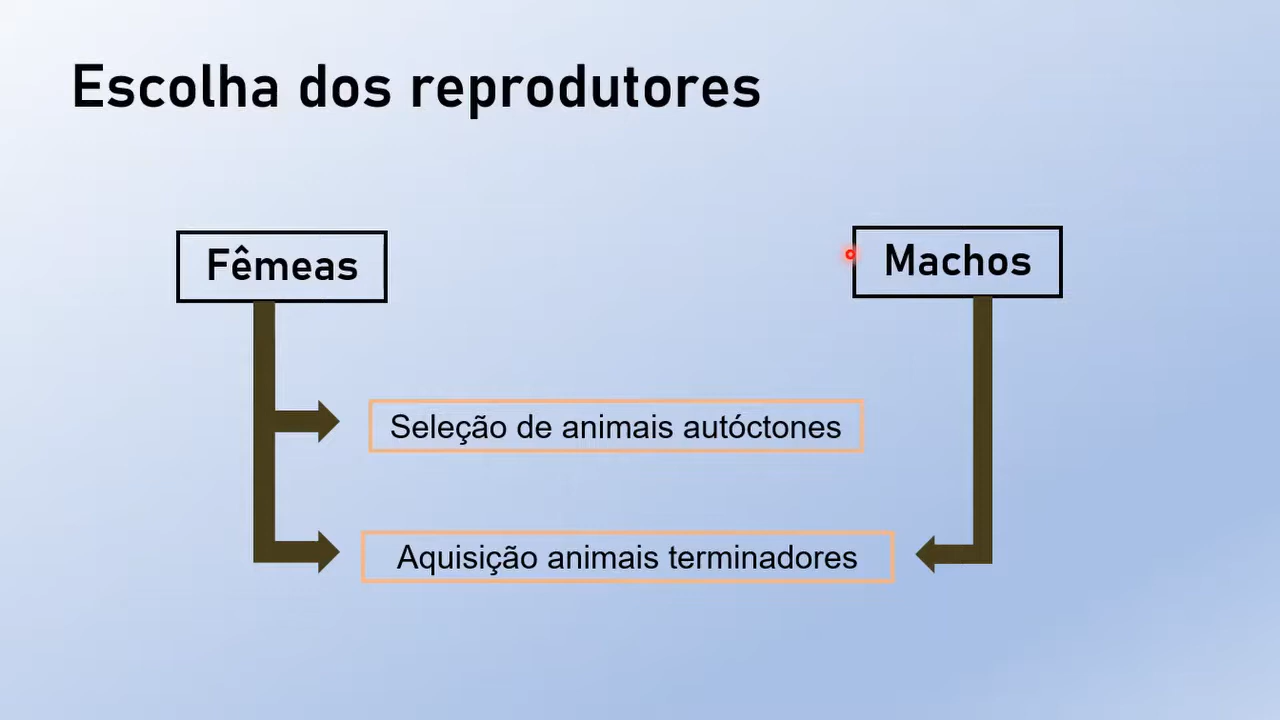 Escolha dos reprodutores
Fêmeas
Machos
Seleção de animais autóctones
Aquisição animais terminadores